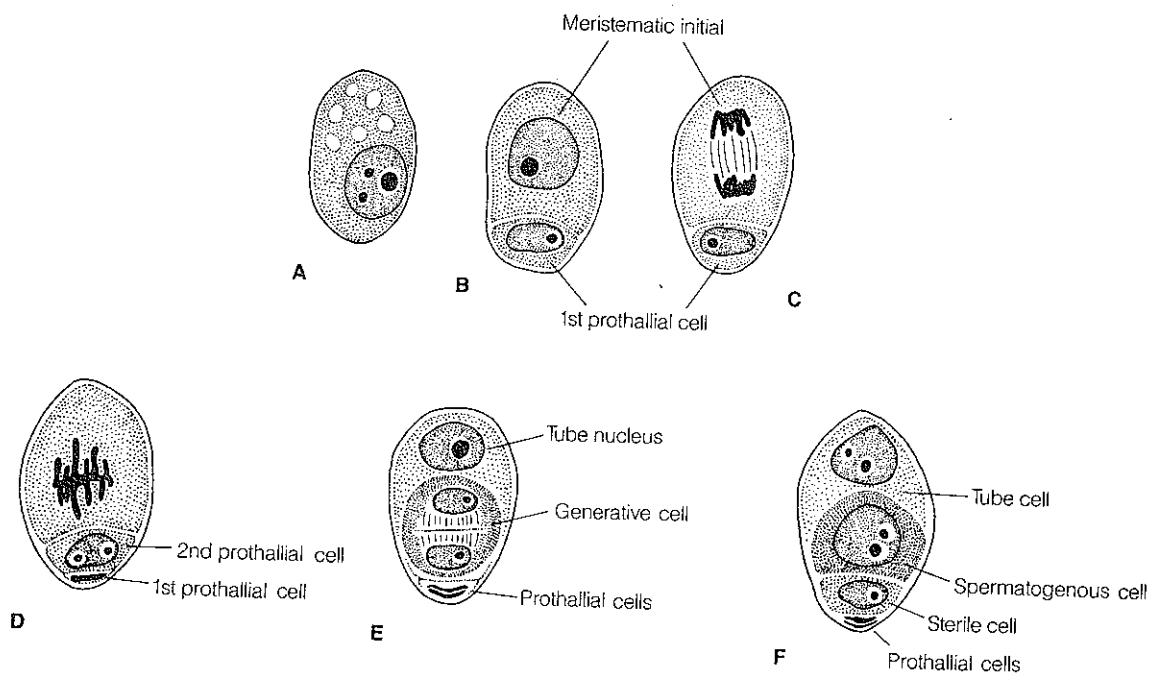 Meristematic initial
A
B
C
1st prothallial cell
Tube nucleus
Generative cell
2nd prothallial cell
1st prothallial cell
Prothallial cells
Tube cell
Spermatogenous cell
Sterile cell
Prothallial cells
D
E
F